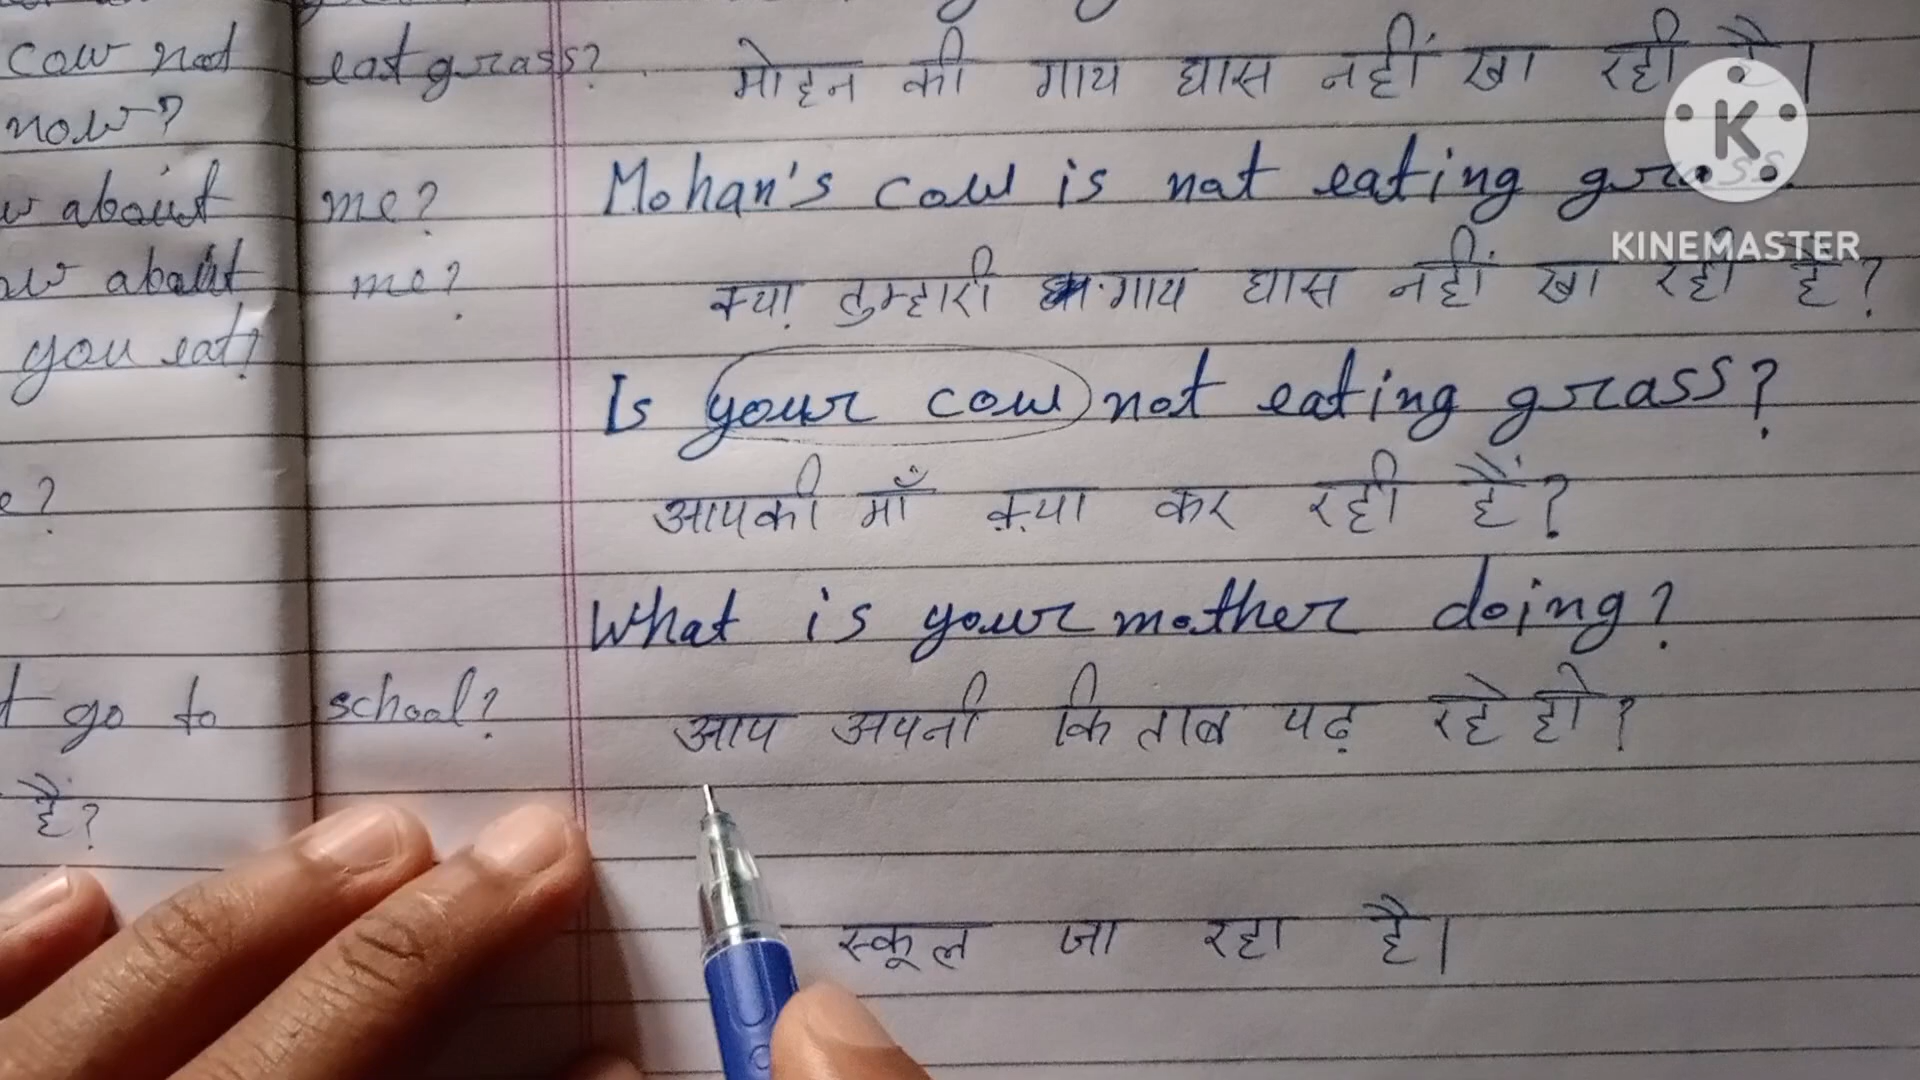 cow not eat grass?
now?
about me?
about me?
you eat?
go to school?
है?
मोहन की गाय घास नहीं खा रही है।
Mohan's cow is not eating grass.
क्या तुम्हारी गाय घास नहीं खा रही है?
Is your cow not eating grass?
आपकी माँ क्या कर रही हैं?
What is your mother doing?
आप अपनी किताब पढ़ रहे हो?
स्कूल जा रहा है।
K
KINEMASTER